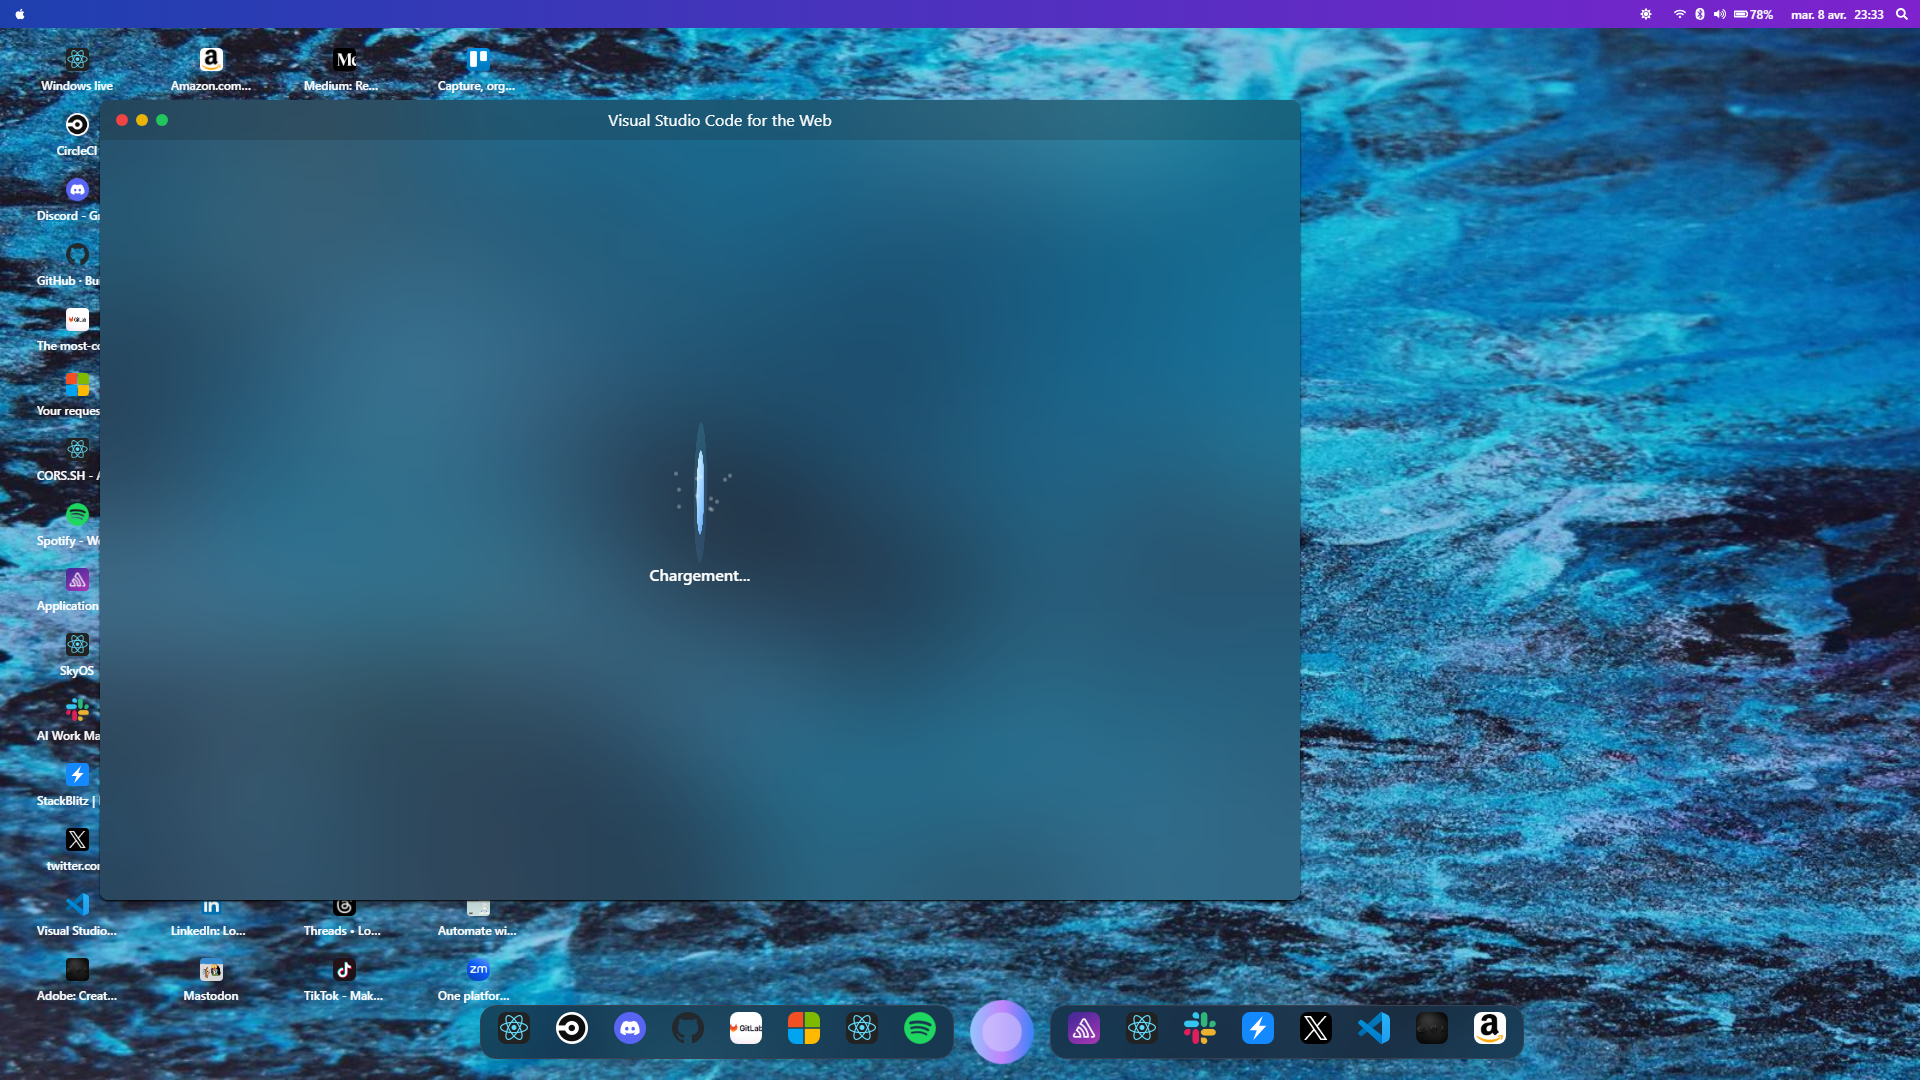 78%
mar. 8 avr.
23:33
Windows live
Amazon.com...
Medium: Re...
Capture, org...
Visual Studio Code for the Web
CircleCI
Discord - Gr
GitHub - Bu
The most-co
Your reques
CORS.SH - A
Spotify - We
Application
SkyOS
AI Work Ma
StackBlitz |
twitter.com
Chargement...
Visual Studio...
LinkedIn: Lo...
Threads • Lo...
Automate wi...
Adobe: Creat...
Mastodon
TikTok - Mak...
zm
One platfor...
GitLab